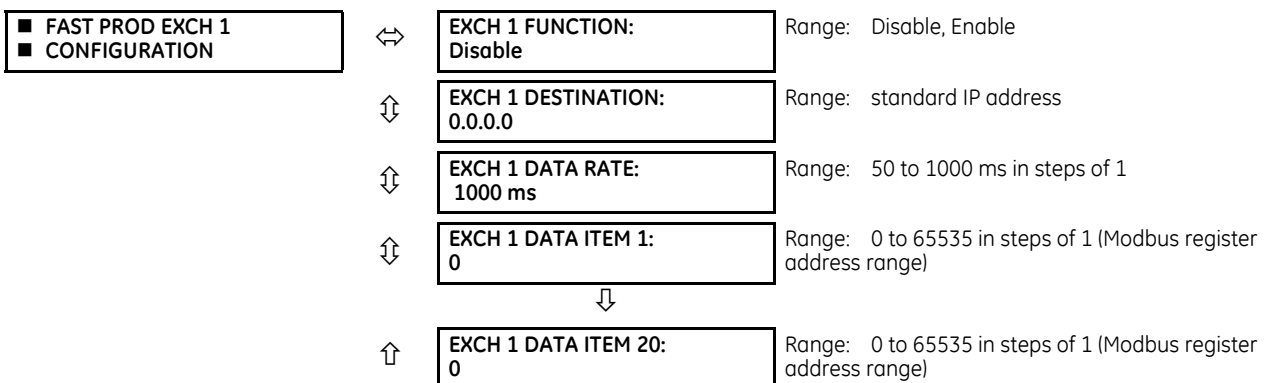 ■ FAST PROD EXCH 1
■ CONFIGURATION
EXCH 1 FUNCTION:
Disable
Range: Disable, Enable
EXCH 1 DESTINATION:
0.0.0.0
Range: standard IP address
EXCH 1 DATA RATE:
1000 ms
Range: 50 to 1000 ms in steps of 1
EXCH 1 DATA ITEM 1:
0
Range: 0 to 65535 in steps of 1 (Modbus register
address range)
EXCH 1 DATA ITEM 20:
0
Range: 0 to 65535 in steps of 1 (Modbus register
address range)